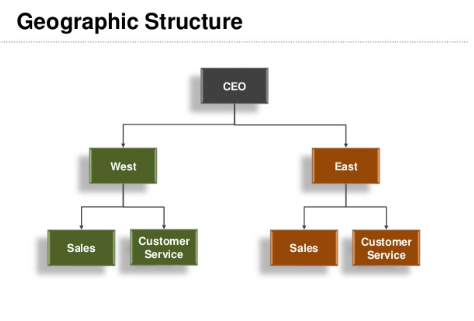 Geographic Structure
CEO
West
East
Sales
Customer
Service
Sales
Customer
Service